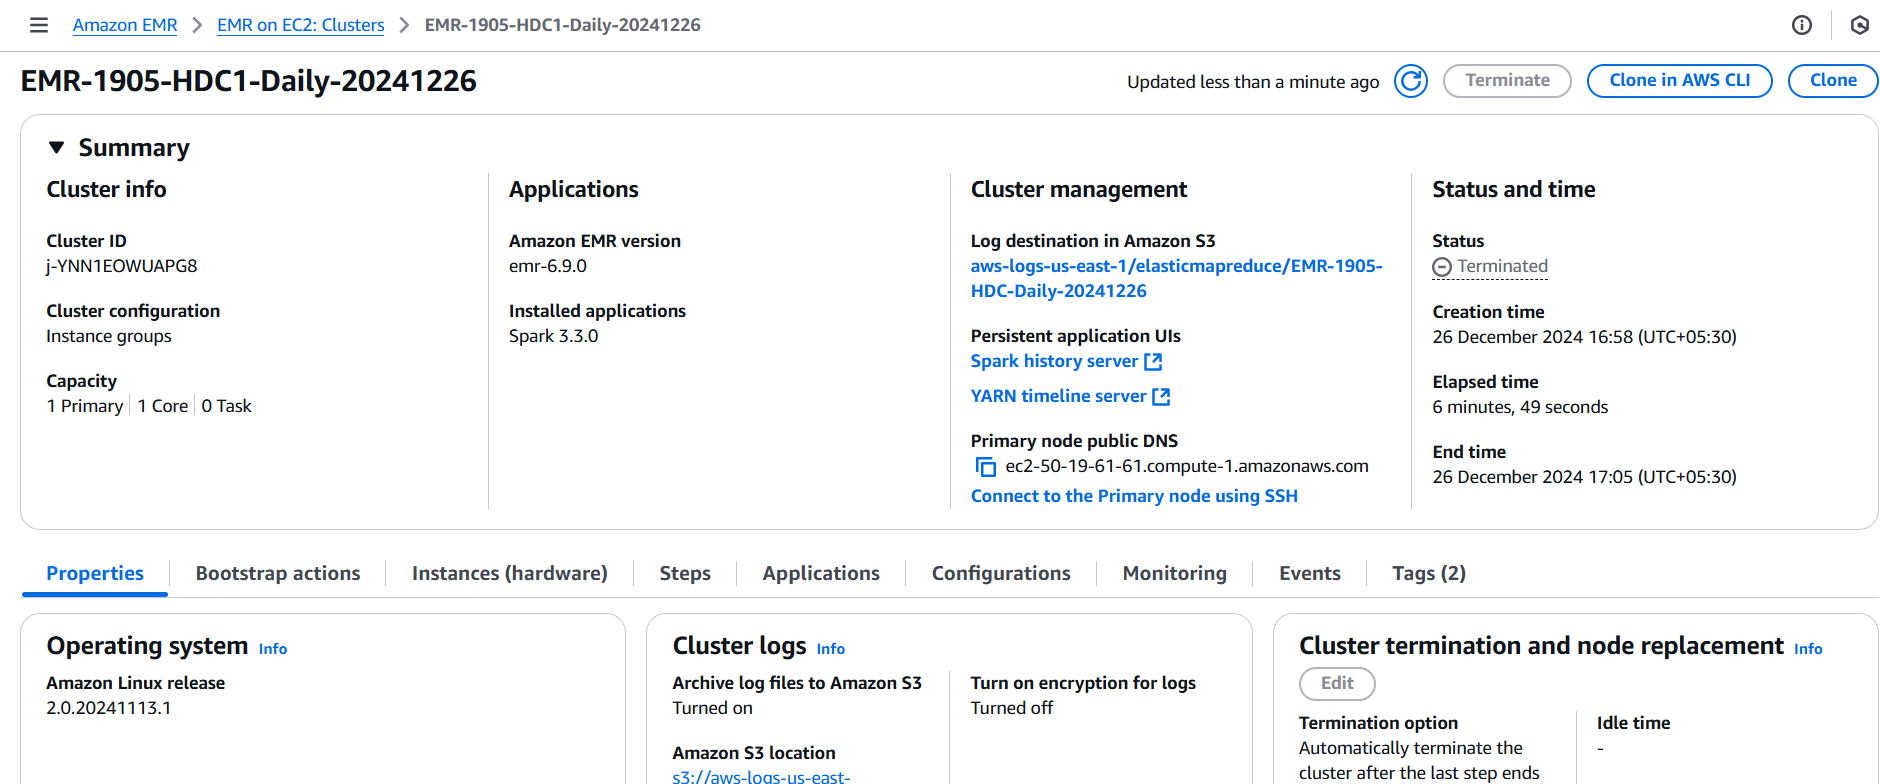 Amazon EMR > EMR on EC2: Clusters > EMR-1905-HDC1-Daily-20241226
EMR-1905-HDC1-Daily-20241226
Updated less than a minute ago
Terminate
Clone in AWS CLI
Clone
Summary
Cluster info
Cluster ID
j-YNN1EOWUAPG8
Cluster configuration
Instance groups
Capacity
1 Primary | 1 Core | 0 Task
Applications
Amazon EMR version
emr-6.9.0
Installed applications
Spark 3.3.0
Cluster management
Log destination in Amazon S3
aws-logs-us-east-1/elasticmapreduce/EMR-1905-
HDC-Daily-20241226
Persistent application UIs
Spark history server
YARN timeline server
Primary node public DNS
ec2-50-19-61-61.compute-1.amazonaws.com
Connect to the Primary node using SSH
Status and time
Status
Terminated
Creation time
26 December 2024 16:58 (UTC+05:30)
Elapsed time
6 minutes, 49 seconds
End time
26 December 2024 17:05 (UTC+05:30)
Properties
Bootstrap actions
Instances (hardware)
Steps
Applications
Configurations
Monitoring
Events
Tags (2)
Operating system Info
Amazon Linux release
2.0.20241113.1
Cluster logs Info
Archive log files to Amazon S3
Turned on
Amazon S3 location
s3://aws-logs-us-east-
Turn on encryption for logs
Turned off
Cluster termination and node replacement Info
Edit
Termination option
Automatically terminate the
cluster after the last step ends
Idle time
-